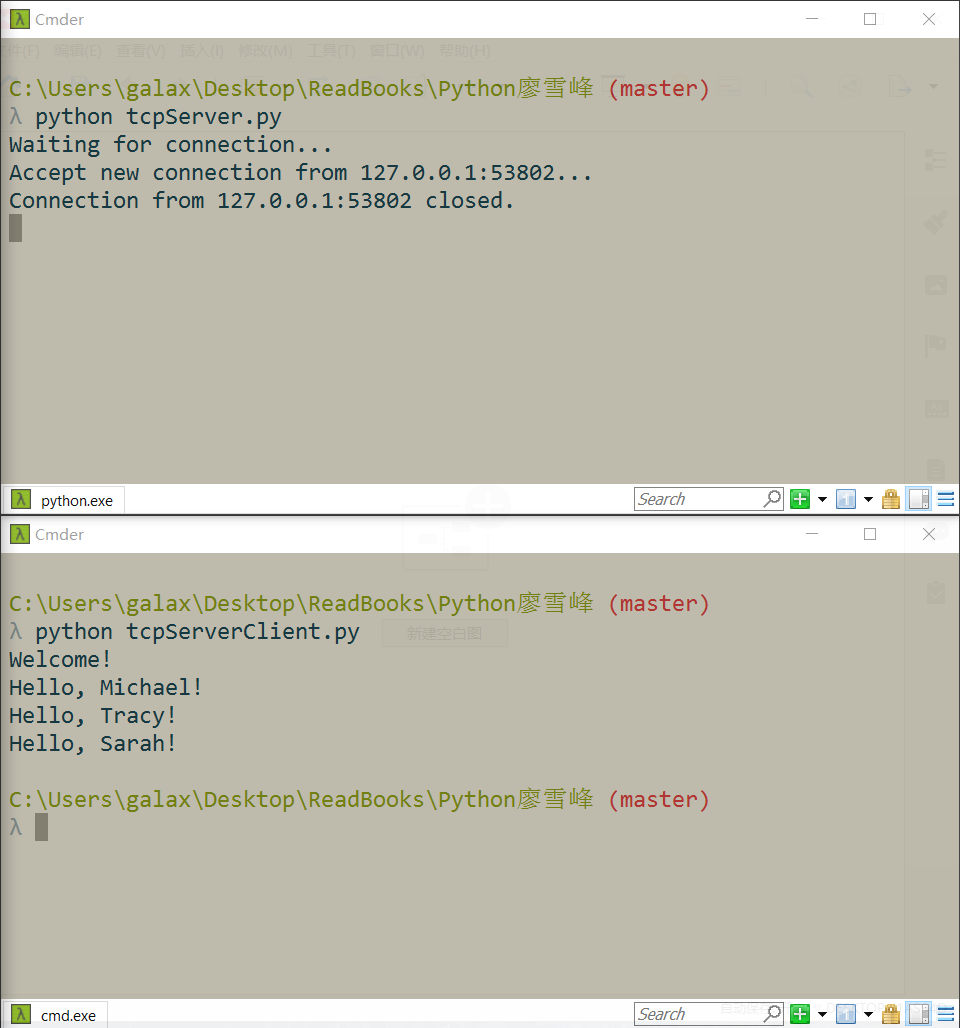 Cmder
文件(F) 编辑(E) 查看(V) 插入(I) 修改(M) 工具(T) 窗口(W) 帮助(H)
C:\Users\galax\Desktop\ReadBooks\Python廖雪峰 (master)
λ python tcpServer.py
Waiting for connection...
Accept new connection from 127.0.0.1:53802...
Connection from 127.0.0.1:53802 closed.
python.exe
Search
Cmder
C:\Users\galax\Desktop\ReadBooks\Python廖雪峰 (master)
λ python tcpServerClient.py
新建空白图
Welcome!
Hello, Michael!
Hello, Tracy!
Hello, Sarah!
C:\Users\galax\Desktop\ReadBooks\Python廖雪峰 (master)
λ
cmd.exe
Search